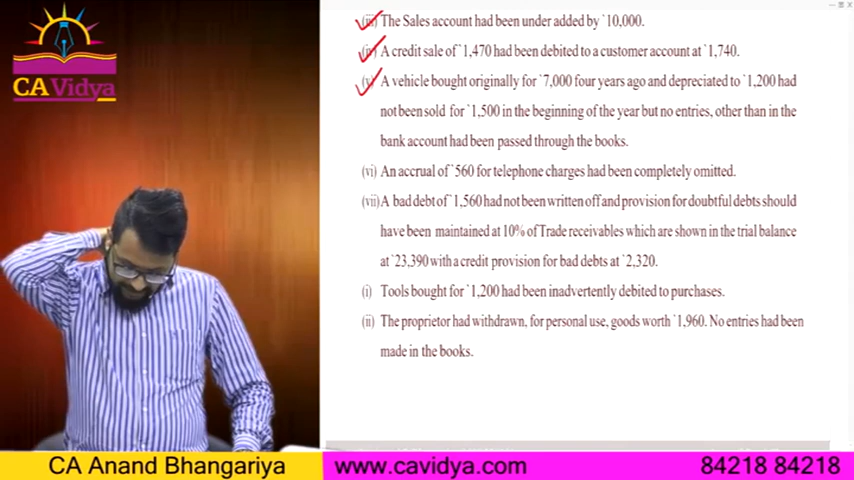 CA Vidya
(iii) The Sales account had been under added by `10,000.
(iv) A credit sale of `1,470 had been debited to a customer account at `1,740.
(v) A vehicle bought originally for `7,000 four years ago and depreciated to `1,200 had
not been sold for `1,500 in the beginning of the year but no entries, other than in the
bank account had been passed through the books.
(vi) An accrual of `560 for telephone charges had been completely omitted.
(vii) A bad debt of `1,560 had not been written off and provision for doubtful debts should
have been maintained at 10% of Trade receivables which are shown in the trial balance
at `23,390 with a credit provision for bad debts at `2,320.
(i) Tools bought for `1,200 had been inadvertently debited to purchases.
(ii) The proprietor had withdrawn, for personal use, goods worth `1,960. No entries had been
made in the books.
CA Anand Bhangariya www.cavidya.com 84218 84218